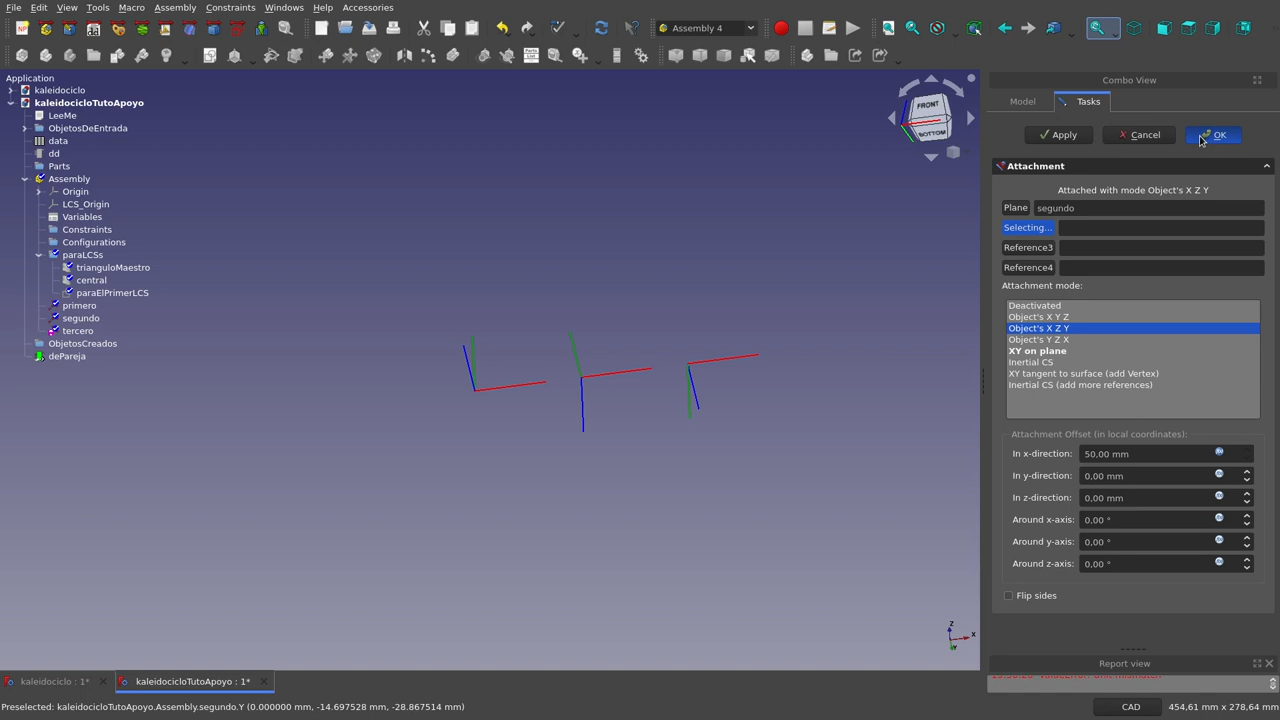 File Edit View Tools Macro Assembly Constraints Windows Help Accessories
Assembly 4
Parts List
Application
kaleidociclo
kaleidocicloTutoApoyo
LeeMe
ObjetosDeEntrada
data
dd
Parts
Assembly
Origin
LCS_Origin
Variables
Constraints
Configurations
paraLCSs
trianguloMaestro
central
paraElPrimerLCS
primero
segundo
tercero
ObjetosCreados
dePareja
FRONT
BOTTOM
Z
X
Y
Combo View
Model Tasks
Apply Cancel OK
Attachment
Attached with mode Object's X Z Y
Plane segundo
Selecting...
Reference3
Reference4
Attachment mode:
Deactivated
Object's X Y Z
Object's X Z Y
Object's Y Z X
XY on plane
Inertial CS
XY tangent to surface (add Vertex)
Inertial CS (add more references)
Attachment Offset (in local coordinates):
In x-direction: 50,00 mm
In y-direction: 0,00 mm
In z-direction: 0,00 mm
Around x-axis: 0,00 °
Around y-axis: 0,00 °
Around z-axis: 0,00 °
Flip sides
Report view
kaleidociclo : 1* kaleidocicloTutoApoyo : 1*
Preselected: kaleidocicloTutoApoyo.Assembly.segundo.Y (0.000000 mm, -14.697528 mm, -28.867514 mm)
CAD 454,61 mm x 278,64 mm